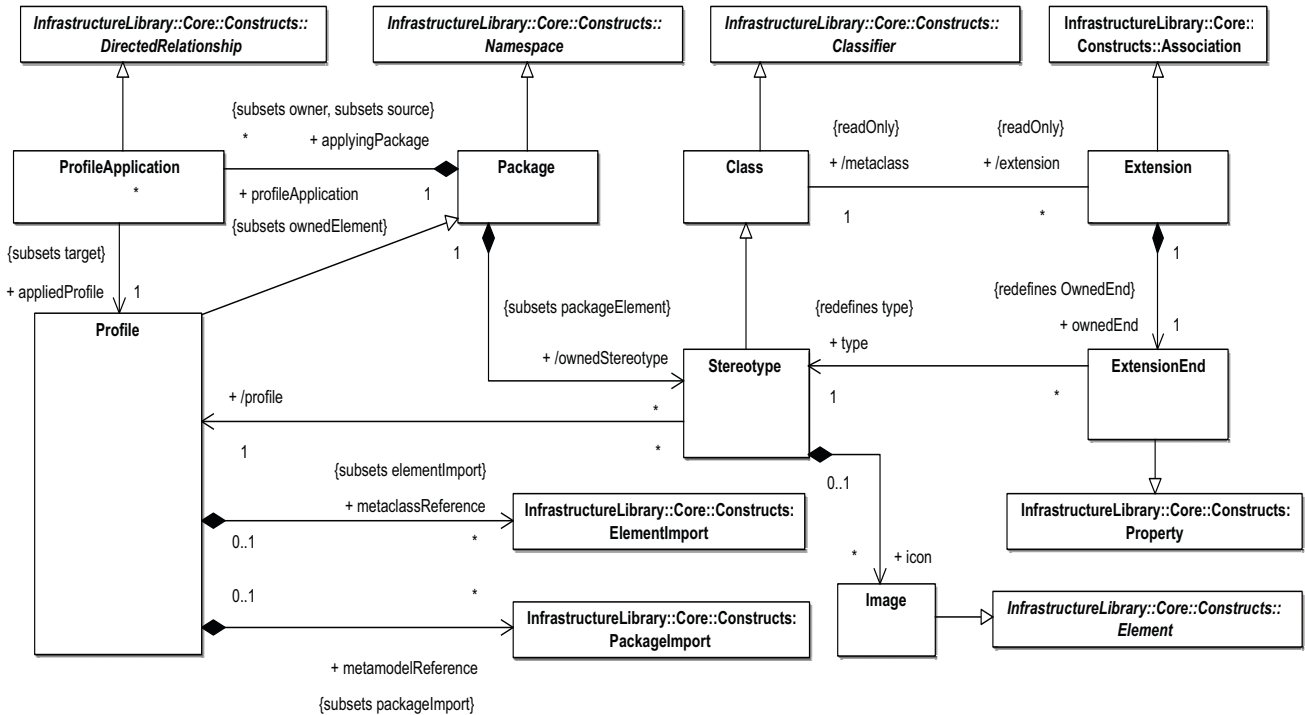 InfrastructureLibrary::Core::Constructs::
DirectedRelationship
InfrastructureLibrary::Core::Constructs::
Namespace
InfrastructureLibrary::Core::Constructs::
Classifier
InfrastructureLibrary::Core::
Constructs::Association
{subsets owner, subsets source}
*
+ applyingPackage
{readOnly}
+ /metaclass
{readOnly}
+ /extension
ProfileApplication
*
Package
Class
Extension
+ profileApplication
1
{subsets ownedElement}
1
*
{subsets target}
+ appliedProfile
1
1
1
{subsets packageElement}
{redefines type}
{redefines OwnedEnd}
+ ownedEnd
1
Profile
+ /ownedStereotype
+ type
Stereotype
ExtensionEnd
+ /profile
*
1
*
1
*
{subsets elementImport}
+ metaclassReference
0..1
*
InfrastructureLibrary::Core::Constructs:
ElementImport
0..1
InfrastructureLibrary::Core::Constructs:
Property
0..1
*
InfrastructureLibrary::Core::Constructs:
PackageImport
+ metamodelReference
{subsets packageImport}
*
+ icon
Image
InfrastructureLibrary::Core::Constructs::
Element